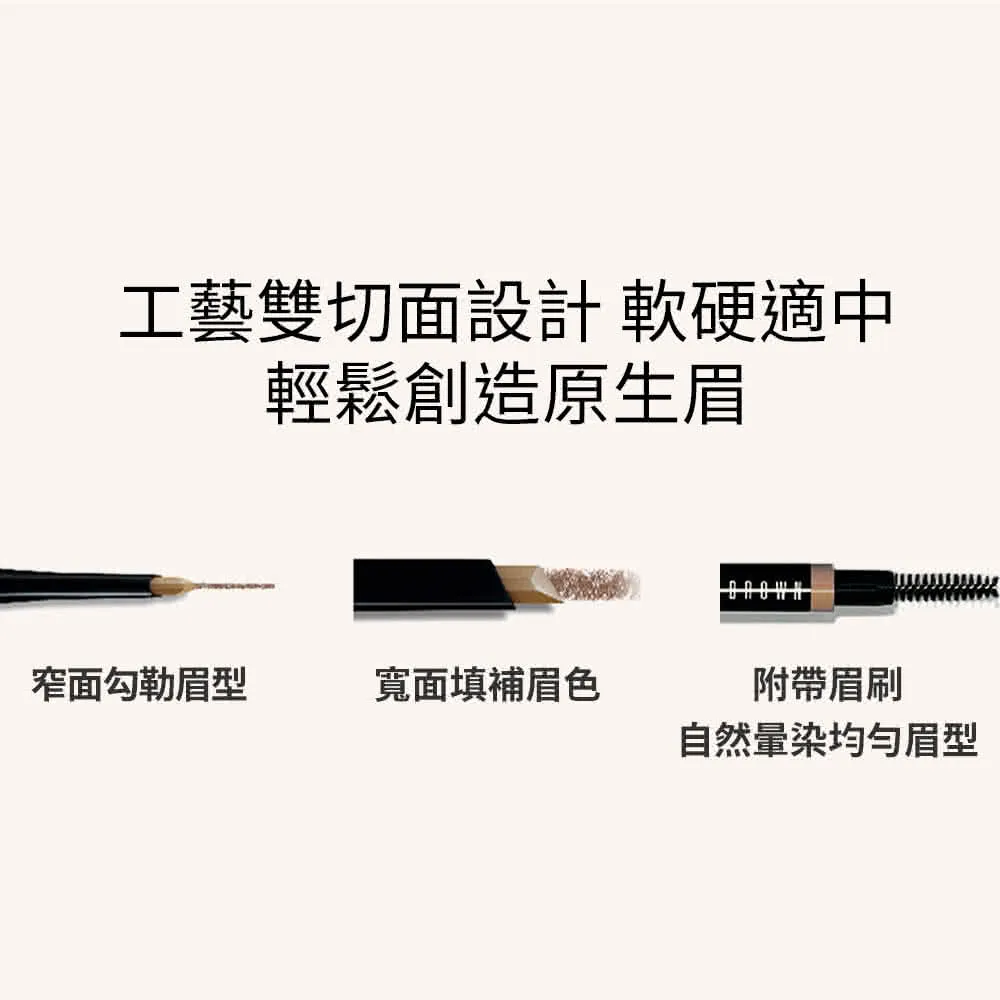 工藝雙切面設計 軟硬適中
輕鬆創造原生眉
BROWN
窄面勾勒眉型
寬面填補眉色
附帶眉刷
自然暈染均勻眉型